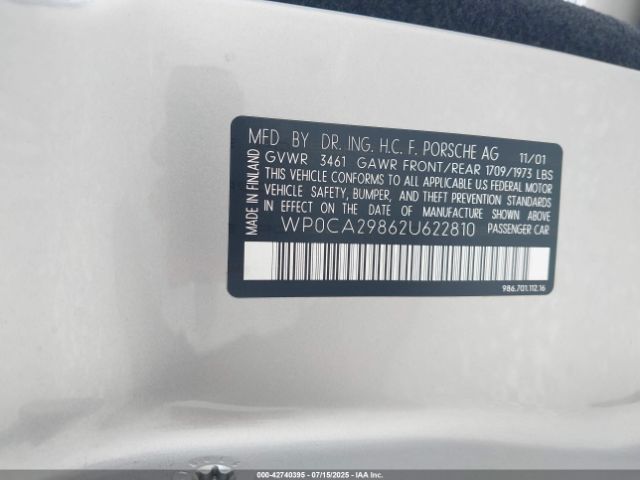 MFD BY DR. ING. H.C. F. PORSCHE AG 11/01
GVWR 3461 GAWR FRONT/REAR 1709/1973 LBS
THIS VEHICLE CONFORMS TO ALL APPLICABLE U.S FEDERAL MOTOR
VEHICLE SAFETY, BUMPER, AND THEFT PREVENTION STANDARDS
IN EFFECT ON THE DATE OF MANUFACTURE SHOWN ABOVE.
WP0CA29862U622810 PASSENGER CAR
MADE IN FINLAND
986.701.112.16
000-42740395 - 07/15/2025 - IAAI, Inc.